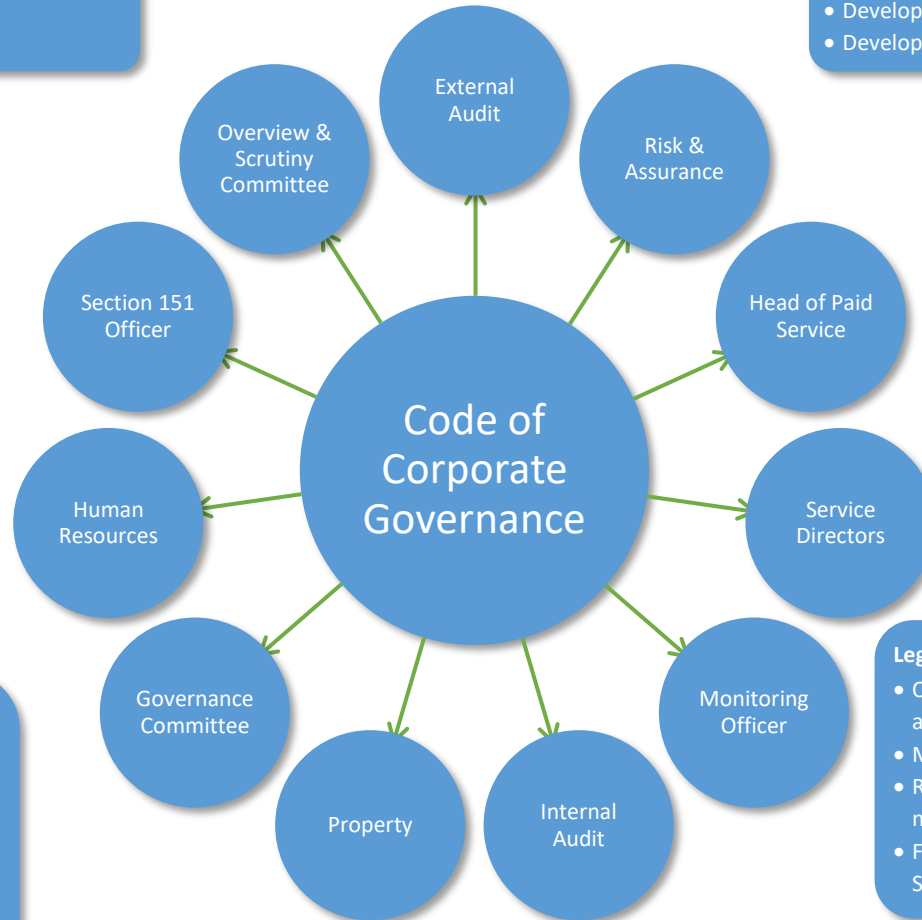 • Develop
• Develop
External
Audit
Overview &
Scrutiny
Committee
Risk &
Assurance
Section 151
Officer
Head of Paid
Service
Code of
Corporate
Governance
Human
Resources
Service
Directors
Governance
Committee
Monitoring
Officer
Property
Internal
Audit